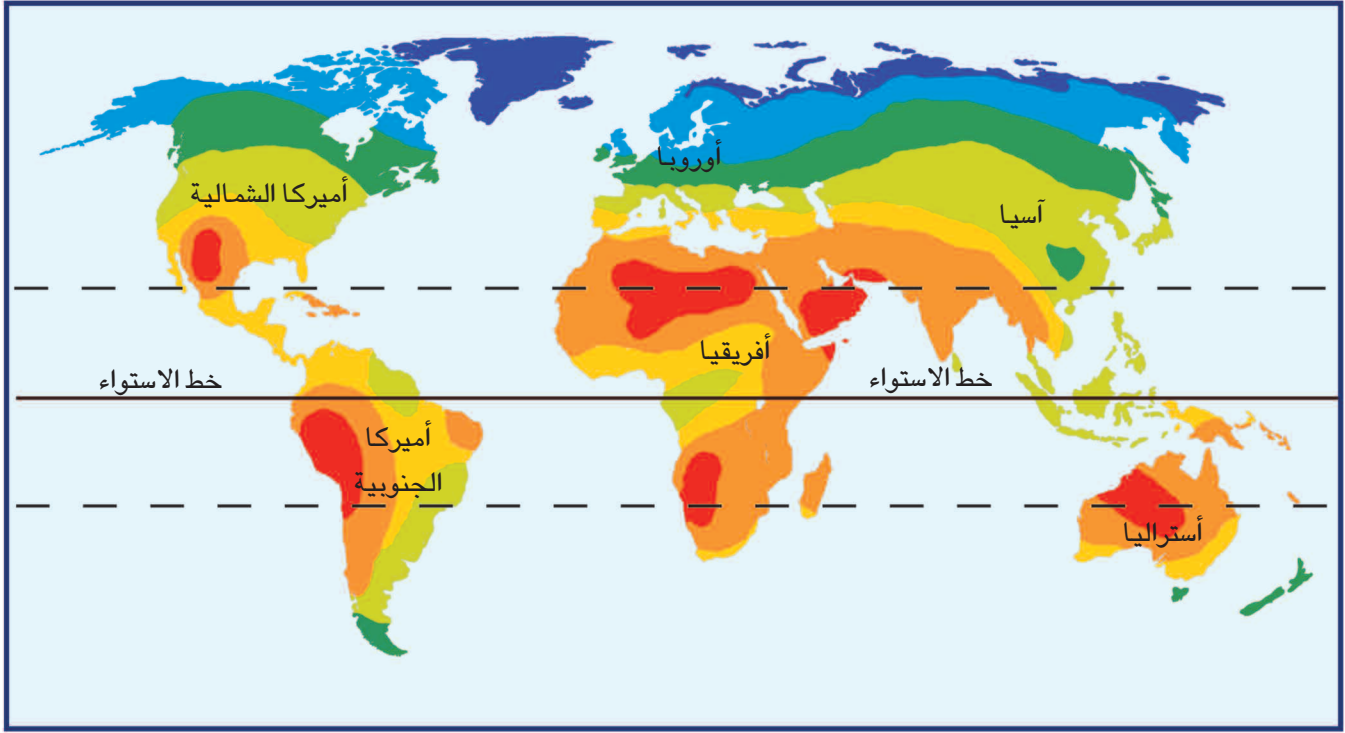 أوروبا
أميركا الشمالية
آسيا
أفريقيا
خط الاستواء
خط الاستواء
أميركا
الجنوبية
أستراليا